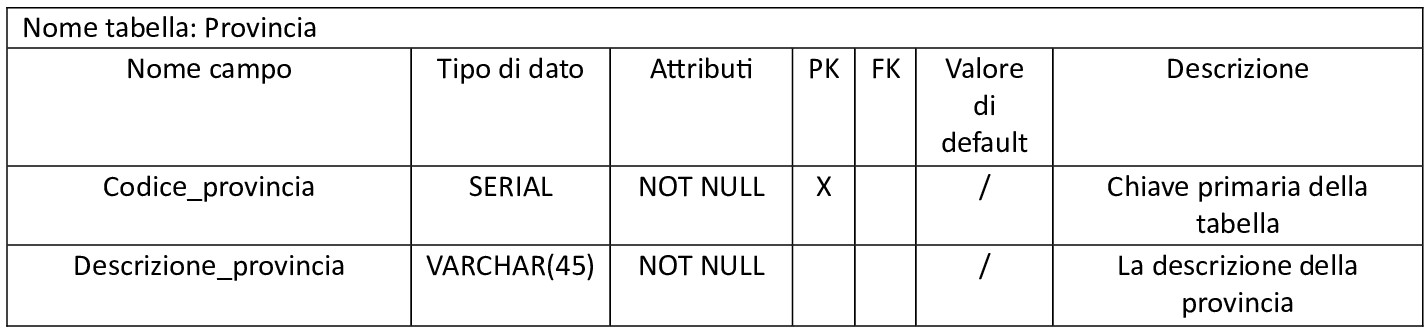 Nome tabella: Provincia
Nome campo Tipo di dato Attributi PK FK Valore di default Descrizione
Codice_provincia SERIAL NOT NULL X / Chiave primaria della tabella
Descrizione_provincia VARCHAR(45) NOT NULL / La descrizione della provincia